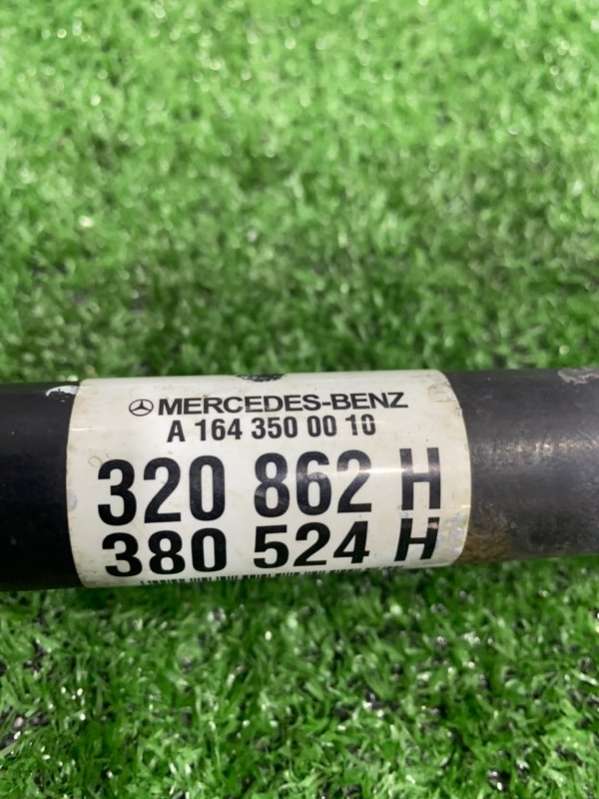 MERCEDES-BENZ
A 164 350 00 10
320 862 H
380 524 H